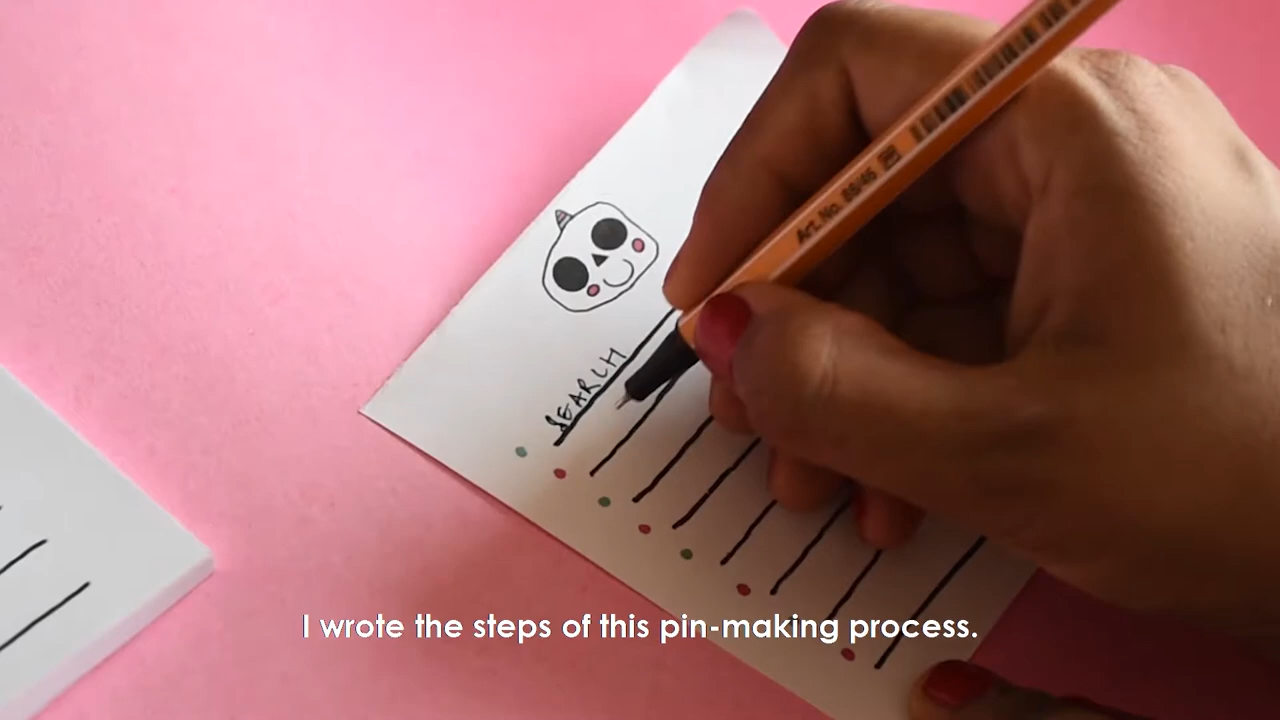 Art. No. 88/46
SEARCH
I wrote the steps of this pin-making process.